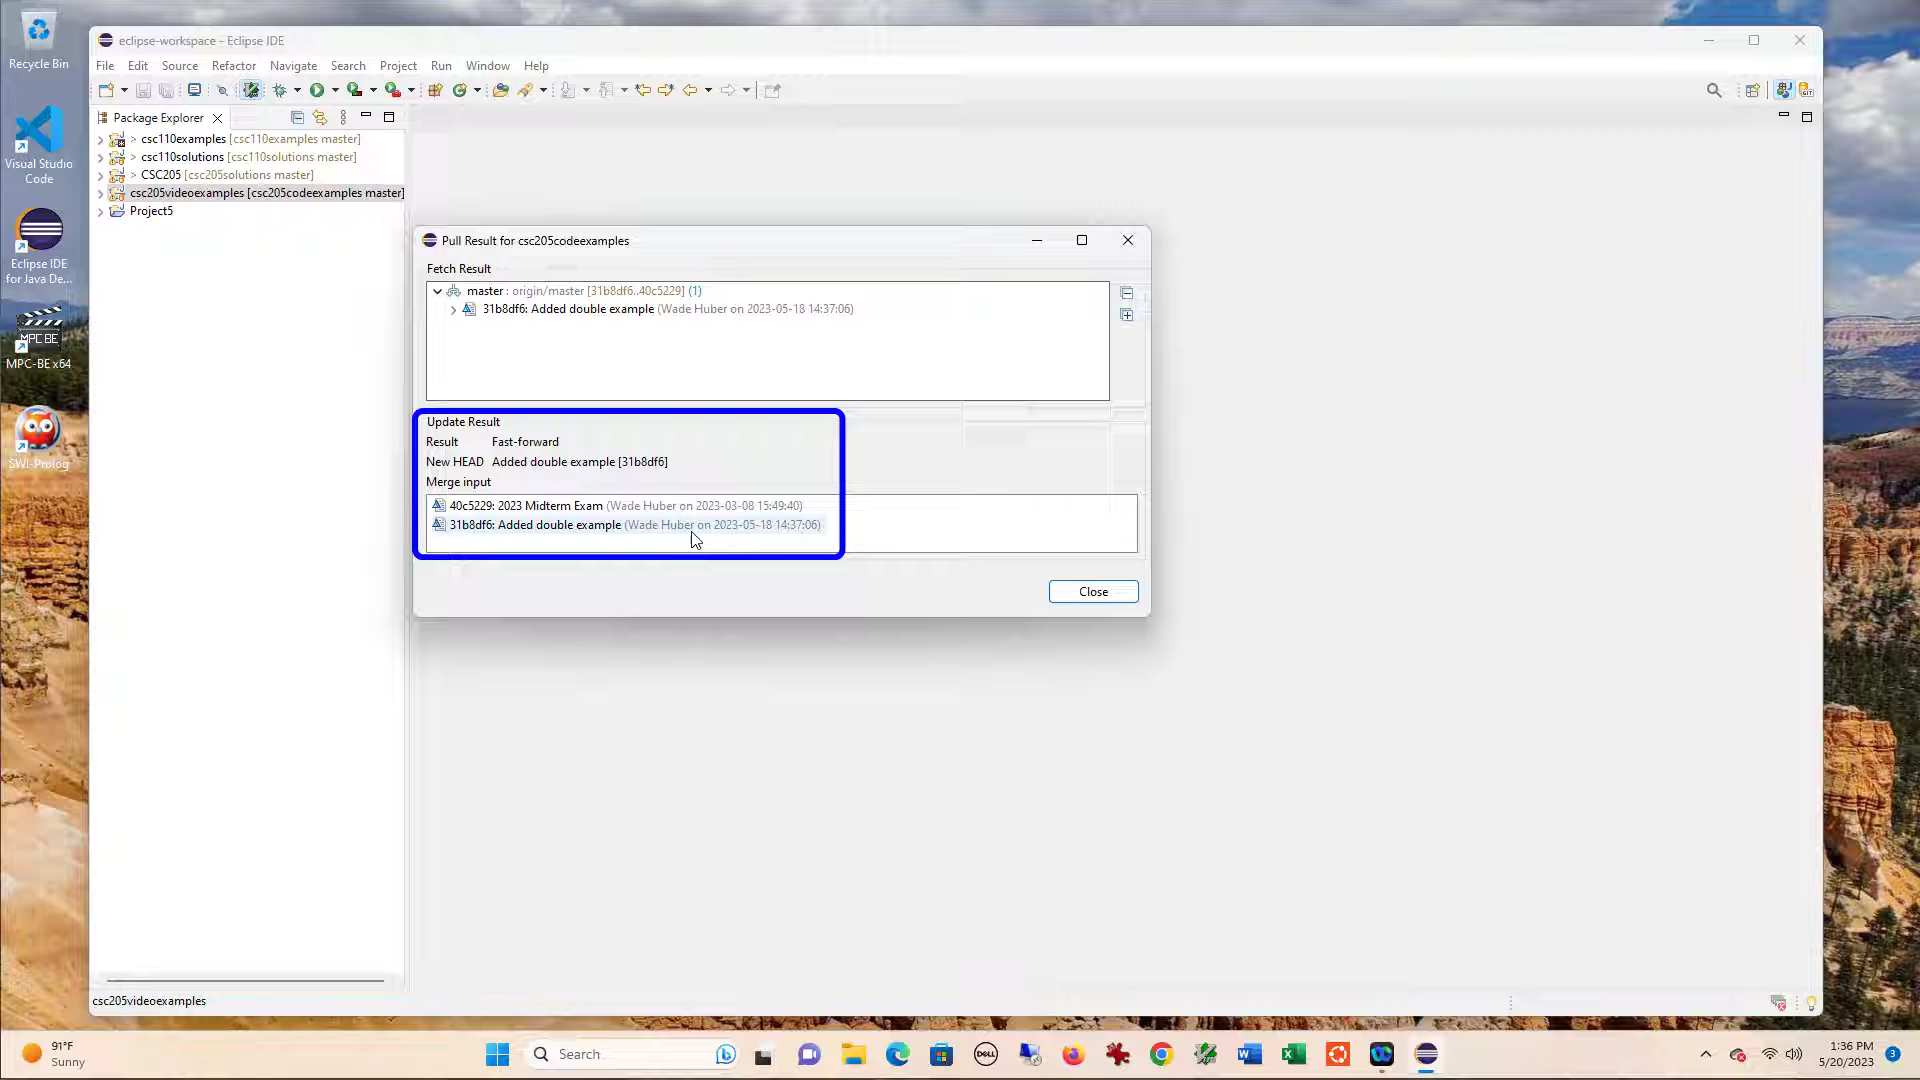 Recycle Bin
Visual Studio
Code
Eclipse IDE
for Java De...
MPC BE
MPC-BE x64
SWI-Prolog
eclipse-workspace - Eclipse IDE
File Edit Source Refactor Navigate Search Project Run Window Help
Package Explorer
> csc110examples [csc110examples master]
> csc110solutions [csc110solutions master]
> CSC205 [csc205solutions master]
csc205videoexamples [csc205codeexamples master]
Project5
Pull Result for csc205codeexamples
Fetch Result
master : origin/master [31b8df6..40c5229] (1)
31b8df6: Added double example (Wade Huber on 2023-05-18 14:37:06)
Update Result
Result Fast-forward
New HEAD Added double example [31b8df6]
Merge input
40c5229: 2023 Midterm Exam (Wade Huber on 2023-03-08 15:49:40)
31b8df6: Added double example (Wade Huber on 2023-05-18 14:37:06)
Close
csc205videoexamples
91°F
Sunny
Search
DELL
1:36 PM
5/20/2023
3